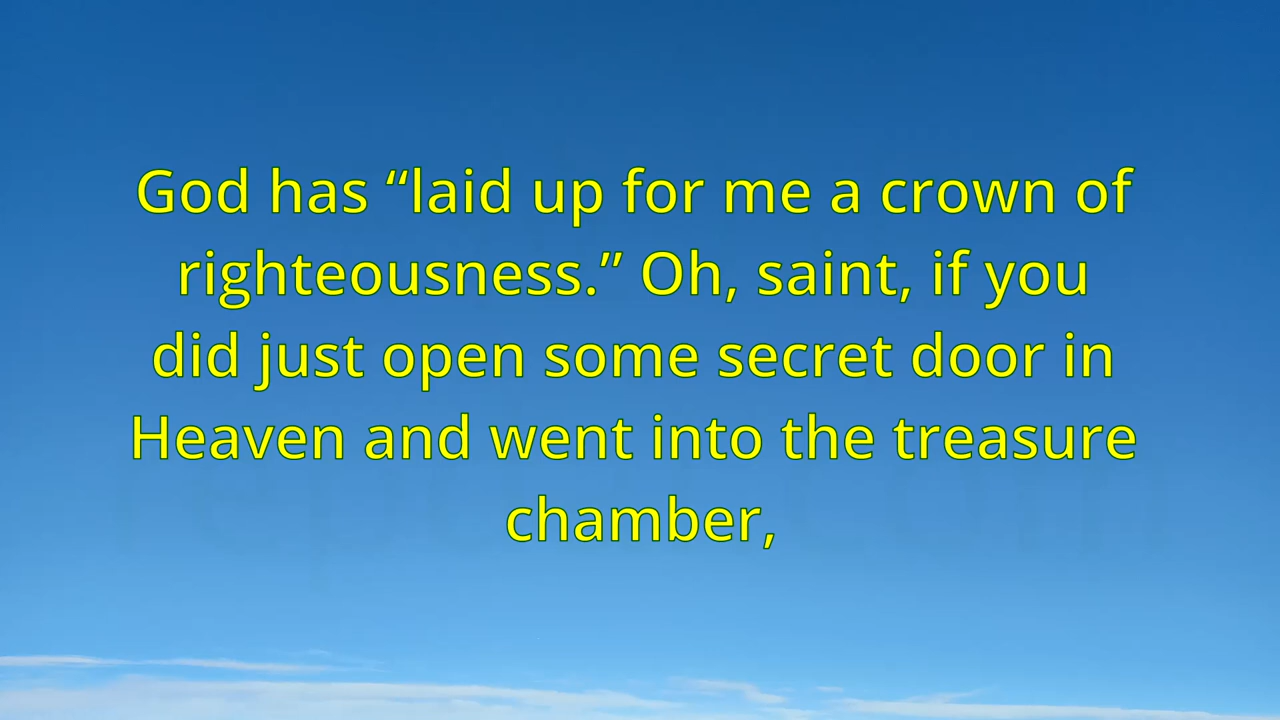 God has “laid up for me a crown of
righteousness.” Oh, saint, if you
did just open some secret door in
Heaven and went into the treasure
chamber,